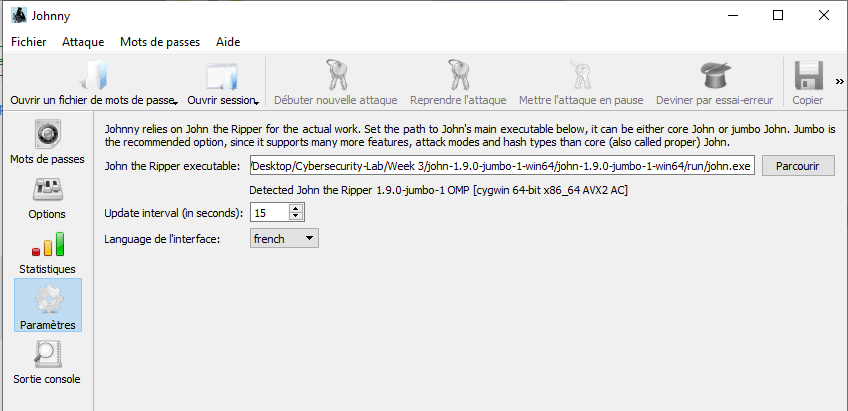 Johnny
Fichier Attaque Mots de passes Aide
Ouvrir un fichier de mots de passe Ouvrir session Débuter nouvelle attaque Reprendre l'attaque Mettre l'attaque en pause Deviner par essai-erreur Copier »
Mots de passes
Options
Statistiques
Paramètres
Sortie console
Johnny relies on John the Ripper for the actual work. Set the path to John's main executable below, it can be either core John or jumbo John. Jumbo is
the recommended option, since it supports many more features, attack modes and hash types than core (also called proper) John.
John the Ripper executable: /Desktop/Cybersecurity-Lab/Week 3/john-1.9.0-jumbo-1-win64/john-1.9.0-jumbo-1-win64/run/john.exe Parcourir
Detected John the Ripper 1.9.0-jumbo-1 OMP [cygwin 64-bit x86_64 AVX2 AC]
Update interval (in seconds): 15
Language de l'interface: french